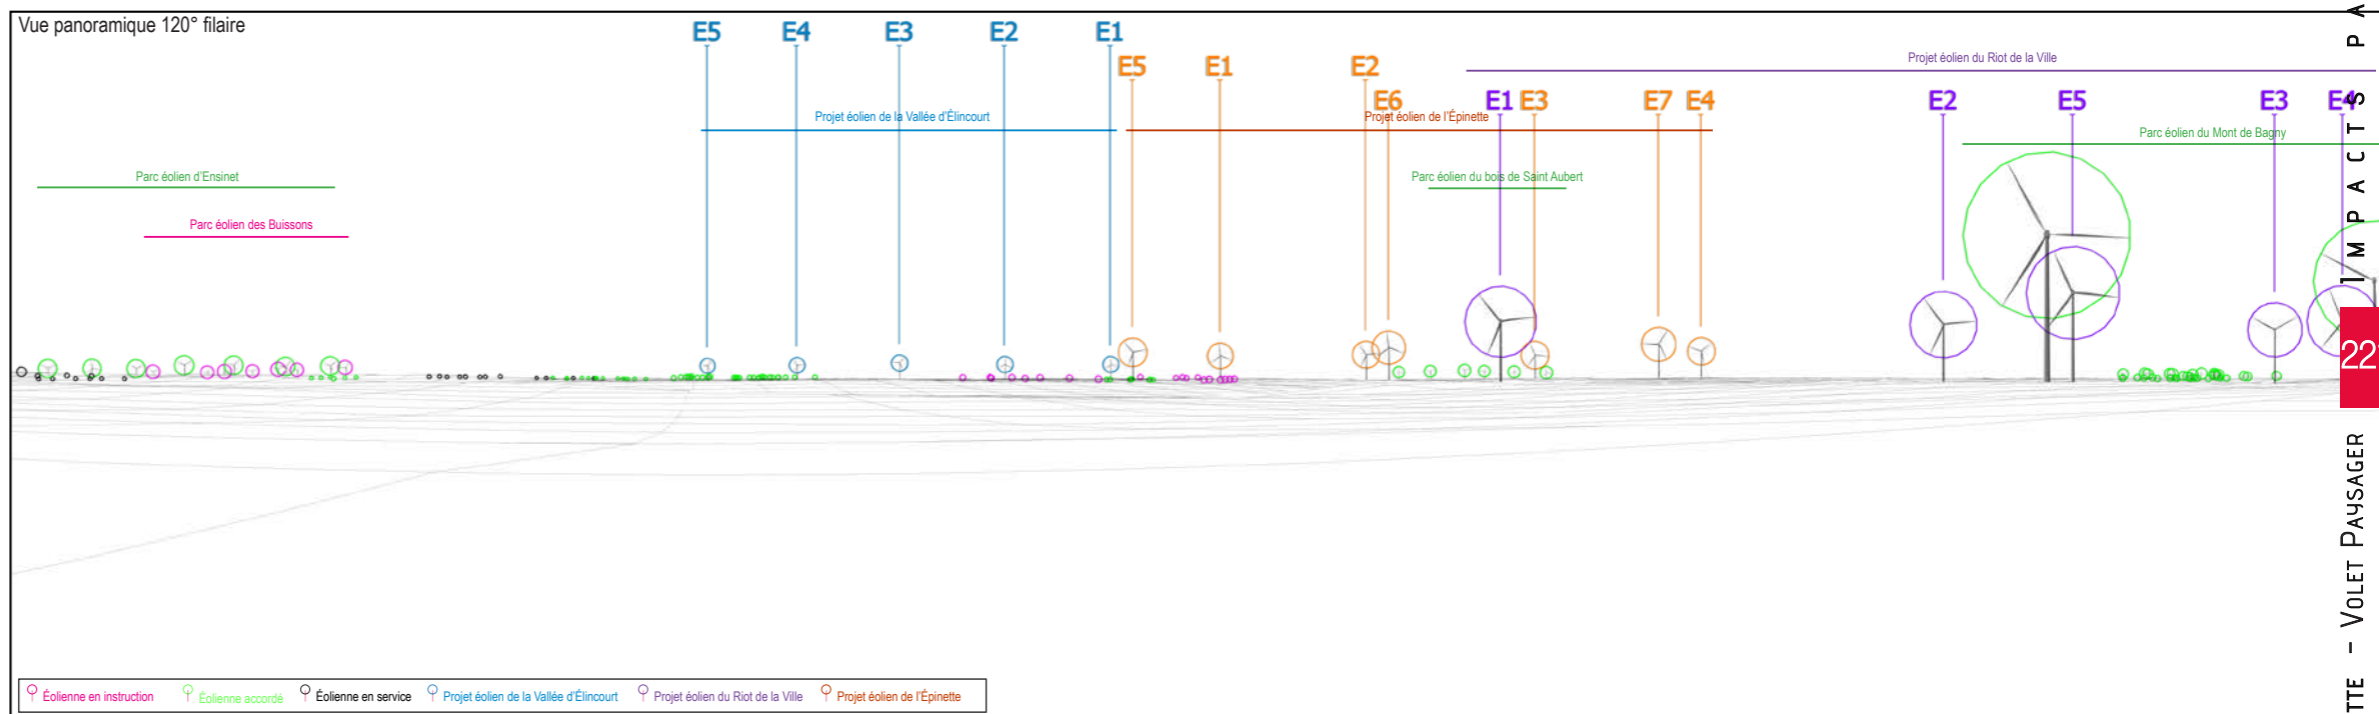 Vue panoramique 120° filaire
E5 E4 E3 E2 E1
E5 E1 E2
E6 E3 E7 E4
E1 E2 E5 E3 E4
Projet éolien du Riot de la Ville
Projet éolien de la Vallée d'Élincourt
Projet éolien de l'Épinette
Parc éolien du Mont de Bagny
Parc éolien d'Ensinet
Parc éolien du bois de Saint Aubert
Parc éolien des Buissons
Éolienne en instruction
Éolienne accordé
Éolienne en service
Projet éolien de la Vallée d'Élincourt
Projet éolien du Riot de la Ville
Projet éolien de l'Épinette
TTE - VOLET PAYSAGER
22
IMPACTS PA